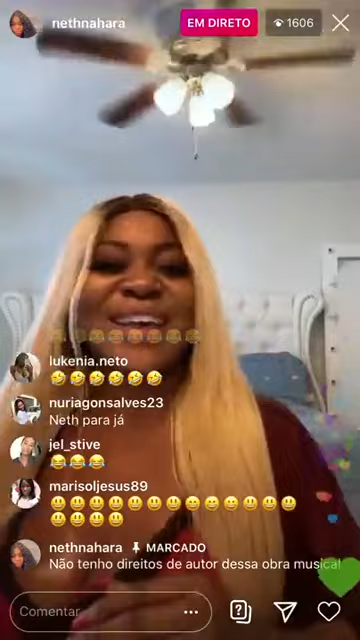 nethnahara
EM DIRETO
1606
lukenia.neto
nuriagonsalves23
Neth para já
jel_stive
marisoljesus89
nethnahara MARCADO
Não tenho direitos de autor dessa obra musical
Comentar